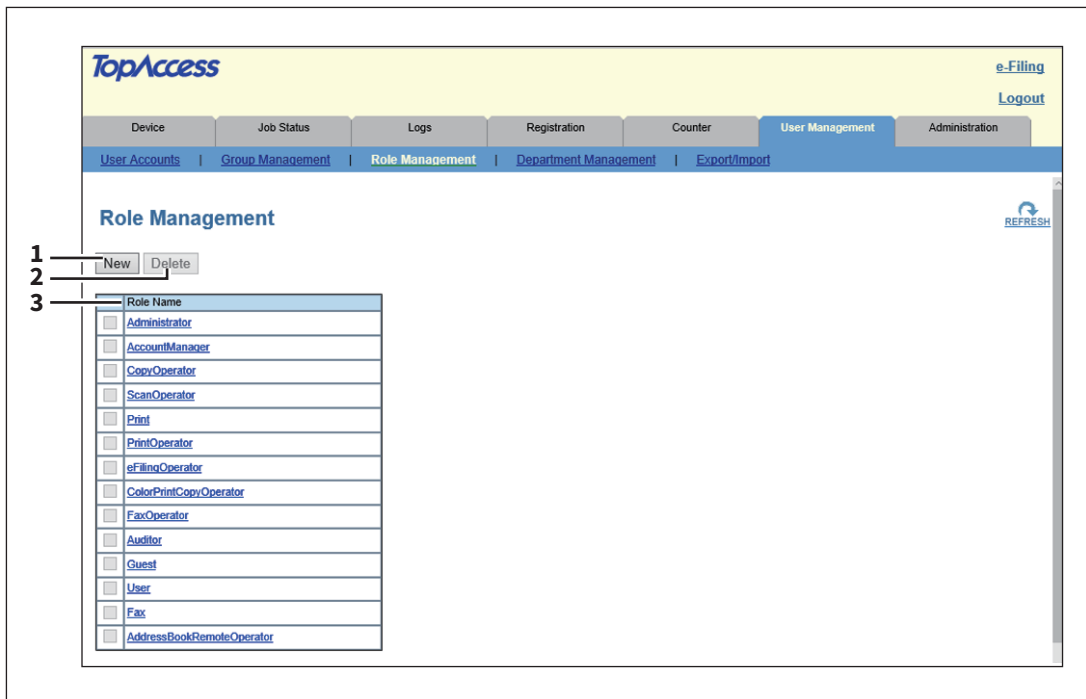 TopAccess
e-Filing
Logout
Device Job Status Logs Registration Counter User Management Administration
User Accounts | Group Management | Role Management | Department Management | Export/Import
Role Management
REFRESH
1
New Delete
2
3
Role Name
Administrator
AccountManager
CopyOperator
ScanOperator
Print
PrintOperator
eFilingOperator
ColorPrintCopyOperator
FaxOperator
Auditor
Guest
User
Fax
AddressBookRemoteOperator